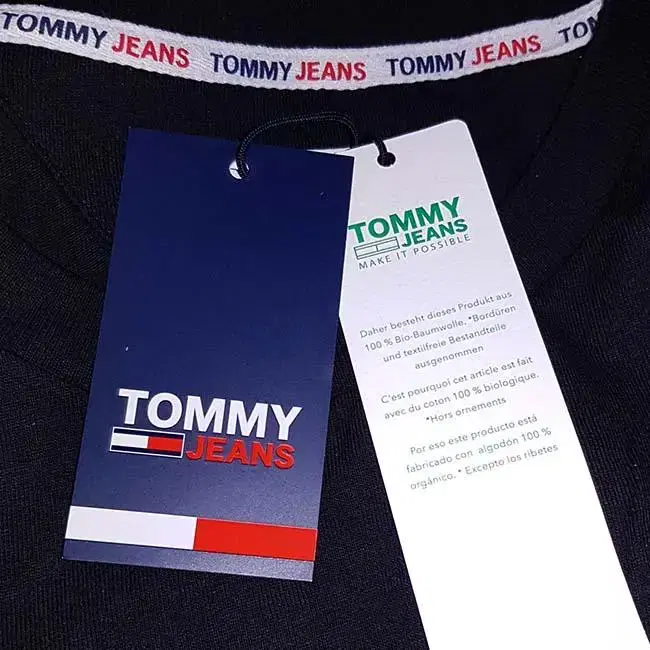 TOMMY JEANS TOMMY JEANS TOMMY JEANS TO
TOMMY
JEANS
TOMMY
JEANS
MAKE IT POSSIBLE
Daher besteht dieses Produkt aus
100 % Bio-Baumwolle. *Bordüren
und textilfreie Bestandteile
ausgenommen
C'est pourquoi cet article est fait
avec du coton 100 % biologique.
*Hors ornements
Por eso este producto está
fabricado con algodón 100 %
orgánico. * Excepto los ribetes